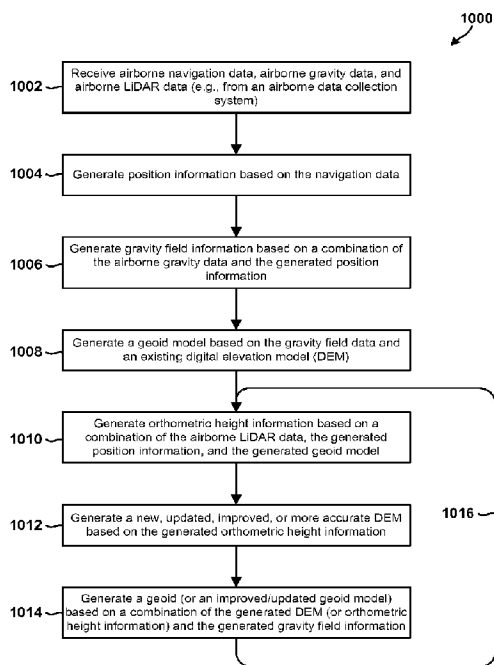 1000
1002
Receive airborne navigation data, airborne gravity data, and
airborne LiDAR data (e.g., from an airborne data collection
system)
1004
Generate position information based on the navigation data
1006
Generate gravity field information based on a combination of
the airborne gravity data and the generated position
information
1008
Generate a geoid model based on the gravity field data and
an existing digital elevation model (DEM)
1010
Generate orthometric height information based on a
combination of the airborne LiDAR data, the generated
position information, and the generated geoid model
1012
Generate a new, updated, improved, or more accurate DEM
based on the generated orthometric height information
1016
1014
Generate a geoid (or an improved/updated geoid model)
based on a combination of the generated DEM (or orthometric
height information) and the generated gravity field information